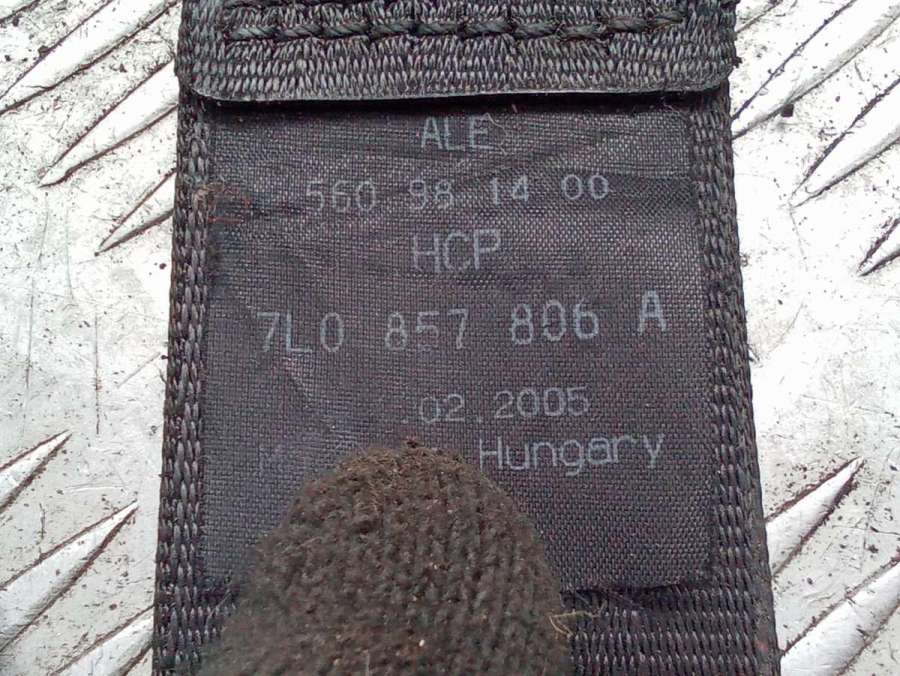 ALE
560 98 14 00
HCP
7L0 857 806 A
.02.2005
Hungary